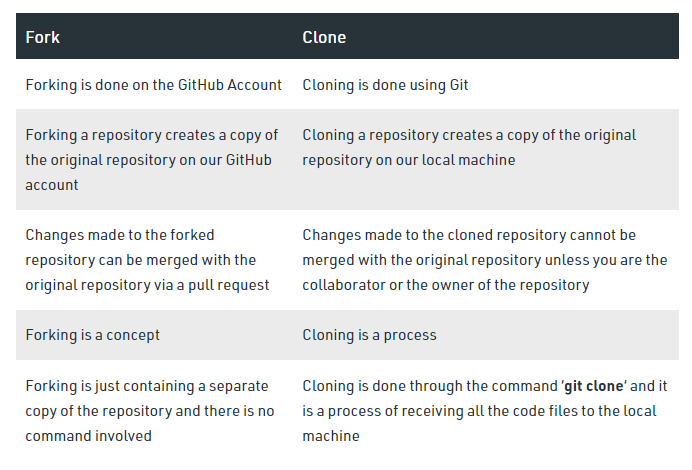 Fork
Clone
Forking is done on the GitHub Account
Cloning is done using Git
Forking a repository creates a copy of
the original repository on our GitHub
account
Cloning a repository creates a copy of the original
repository on our local machine
Changes made to the forked
repository can be merged with the
original repository via a pull request
Changes made to the cloned repository cannot be
merged with the original repository unless you are the
collaborator or the owner of the repository
Forking is a concept
Cloning is a process
Forking is just containing a separate
copy of the repository and there is no
command involved
Cloning is done through the command ‘git clone‘ and it
is a process of receiving all the code files to the local
machine